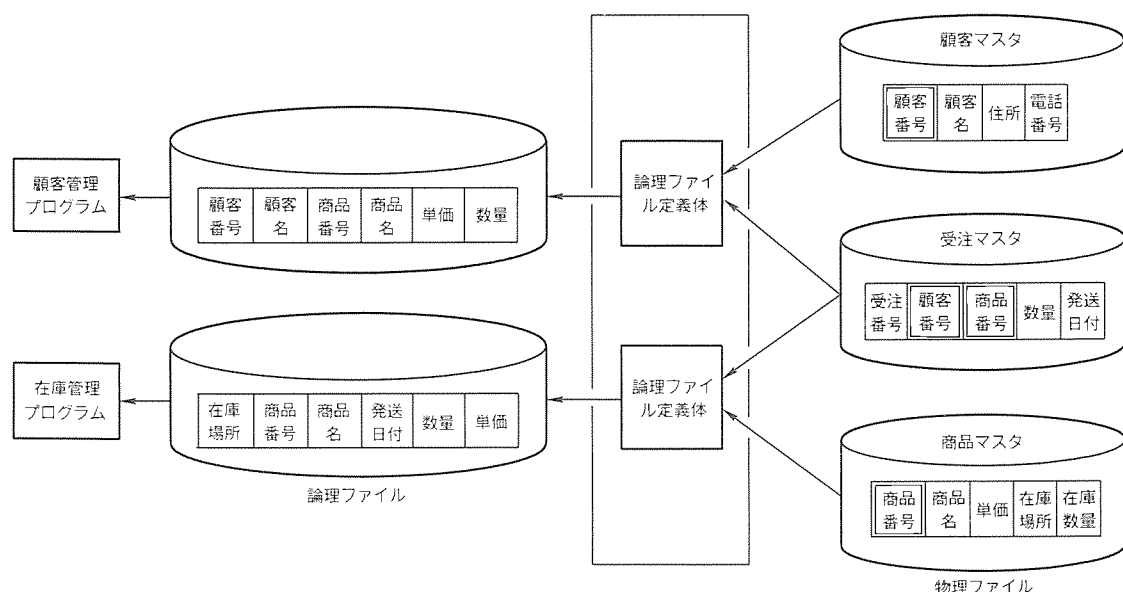 顧客管理
プログラム
顧客
番号
顧客
名
商品
番号
商品
名
単価
数量
論理ファイ
ル定義体
顧客マスタ
顧客
番号
顧客
名
住所
電話
番号
受注マスタ
受注
番号
顧客
番号
商品
番号
数量
発送
日付
在庫管理
プログラム
在庫
場所
商品
番号
商品
名
発送
日付
数量
単価
論理ファイル
論理ファイ
ル定義体
商品マスタ
商品
番号
商品
名
単価
在庫
場所
在庫
数量
物理ファイル